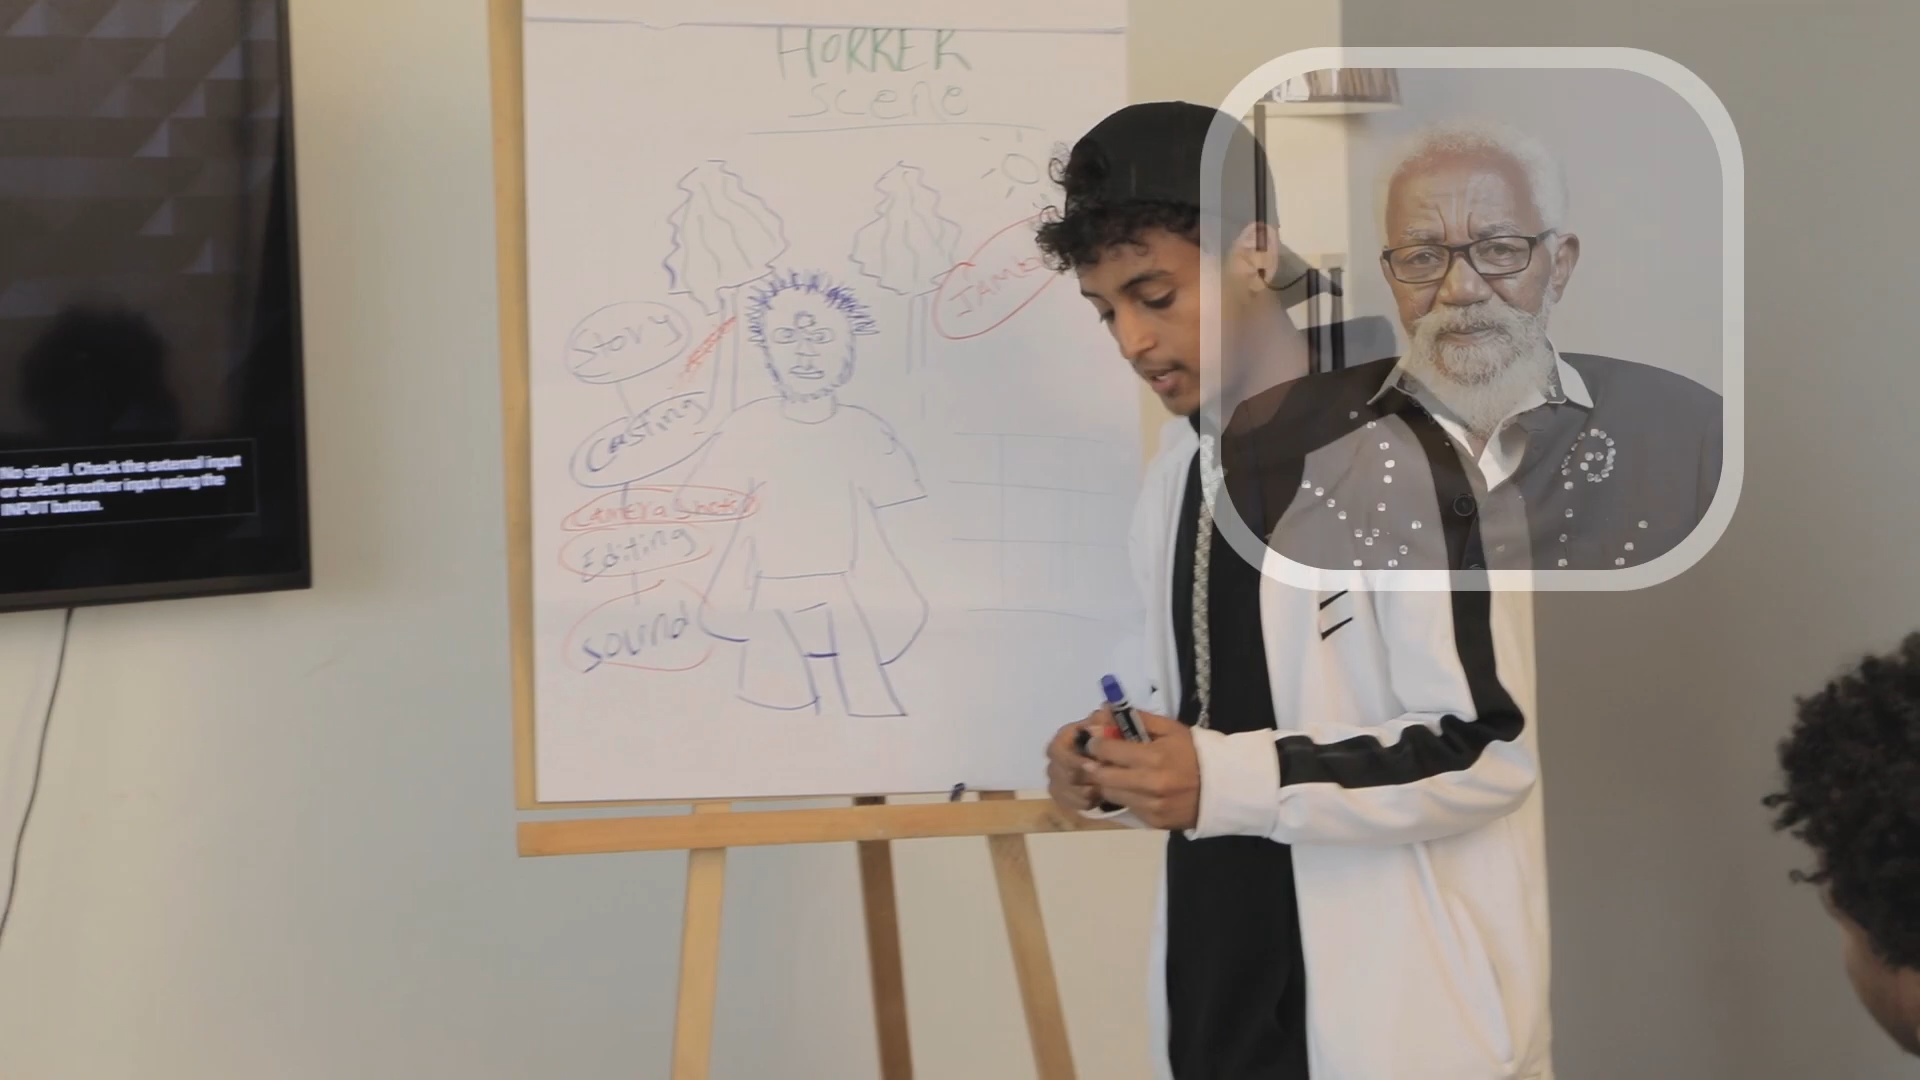 HORRER
scene
Story
Casting
Camera Shots
Editing
Sound
No signal. Check the external input
or select another input using the
INPUT button.